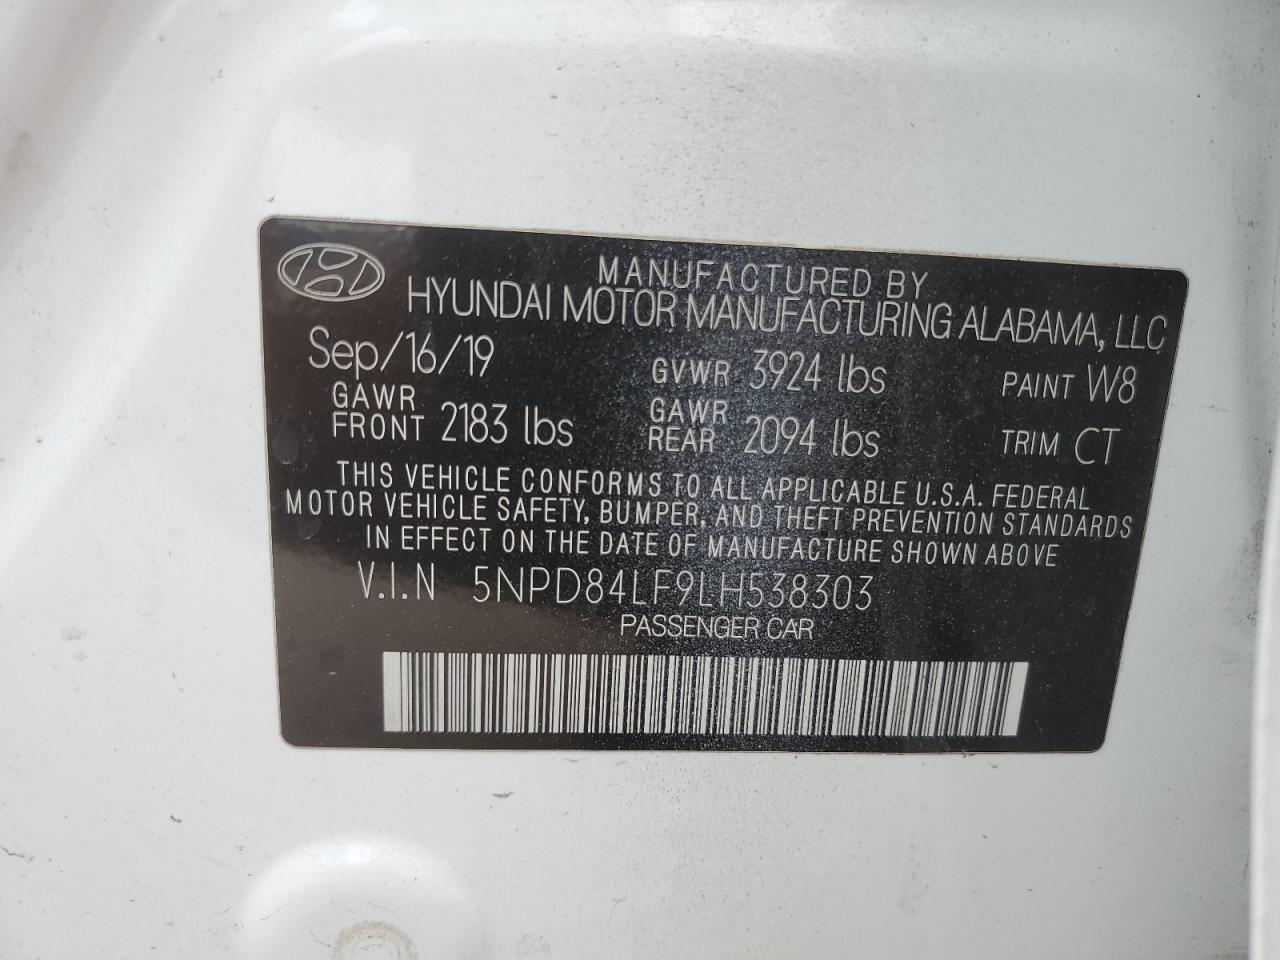 MANUFACTURED BY
HYUNDAI MOTOR MANUFACTURING ALABAMA, LLC
Sep/16/19 GVWR 3924 lbs PAINT W8
GAWR FRONT 2183 lbs GAWR REAR 2094 lbs TRIM CT
THIS VEHICLE CONFORMS TO ALL APPLICABLE U.S.A. FEDERAL
MOTOR VEHICLE SAFETY, BUMPER, AND THEFT PREVENTION STANDARDS
IN EFFECT ON THE DATE OF MANUFACTURE SHOWN ABOVE
V.I.N 5NPD84LF9LH538303
PASSENGER CAR